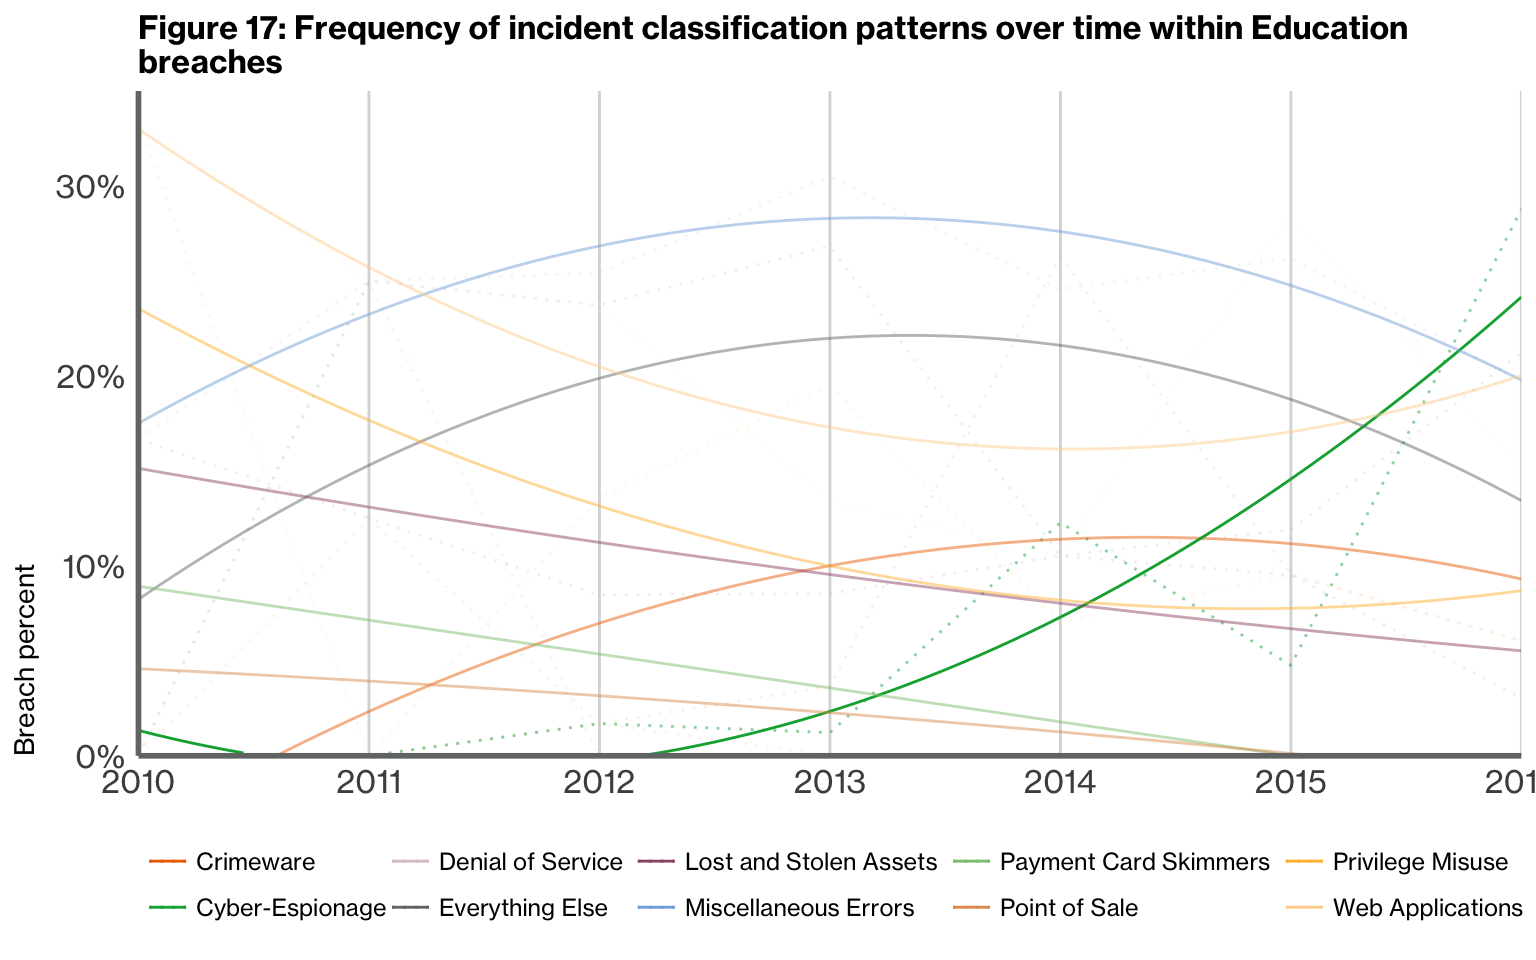 Figure 17: Frequency of incident classification patterns over time within Education
breaches
30%
20%
10%
0%
Breach percent
2010 2011 2012 2013 2014 2015 201
Crimeware Denial of Service Lost and Stolen Assets Payment Card Skimmers Privilege Misuse
Cyber-Espionage Everything Else Miscellaneous Errors Point of Sale Web Applications